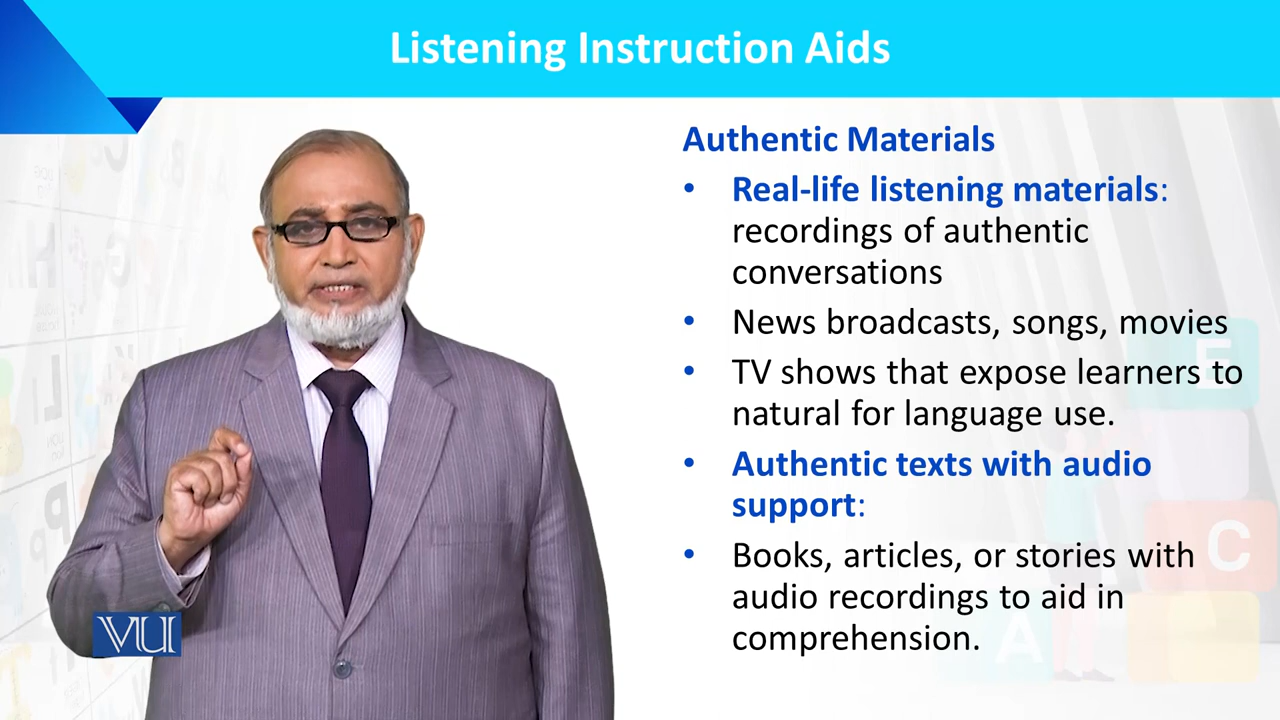 Listening Instruction Aids
Authentic Materials
• Real-life listening materials:
recordings of authentic
conversations
• News broadcasts, songs, movies
• TV shows that expose learners to
natural for language use.
• Authentic texts with audio
support:
• Books, articles, or stories with
audio recordings to aid in
comprehension.
VU
E
C
A